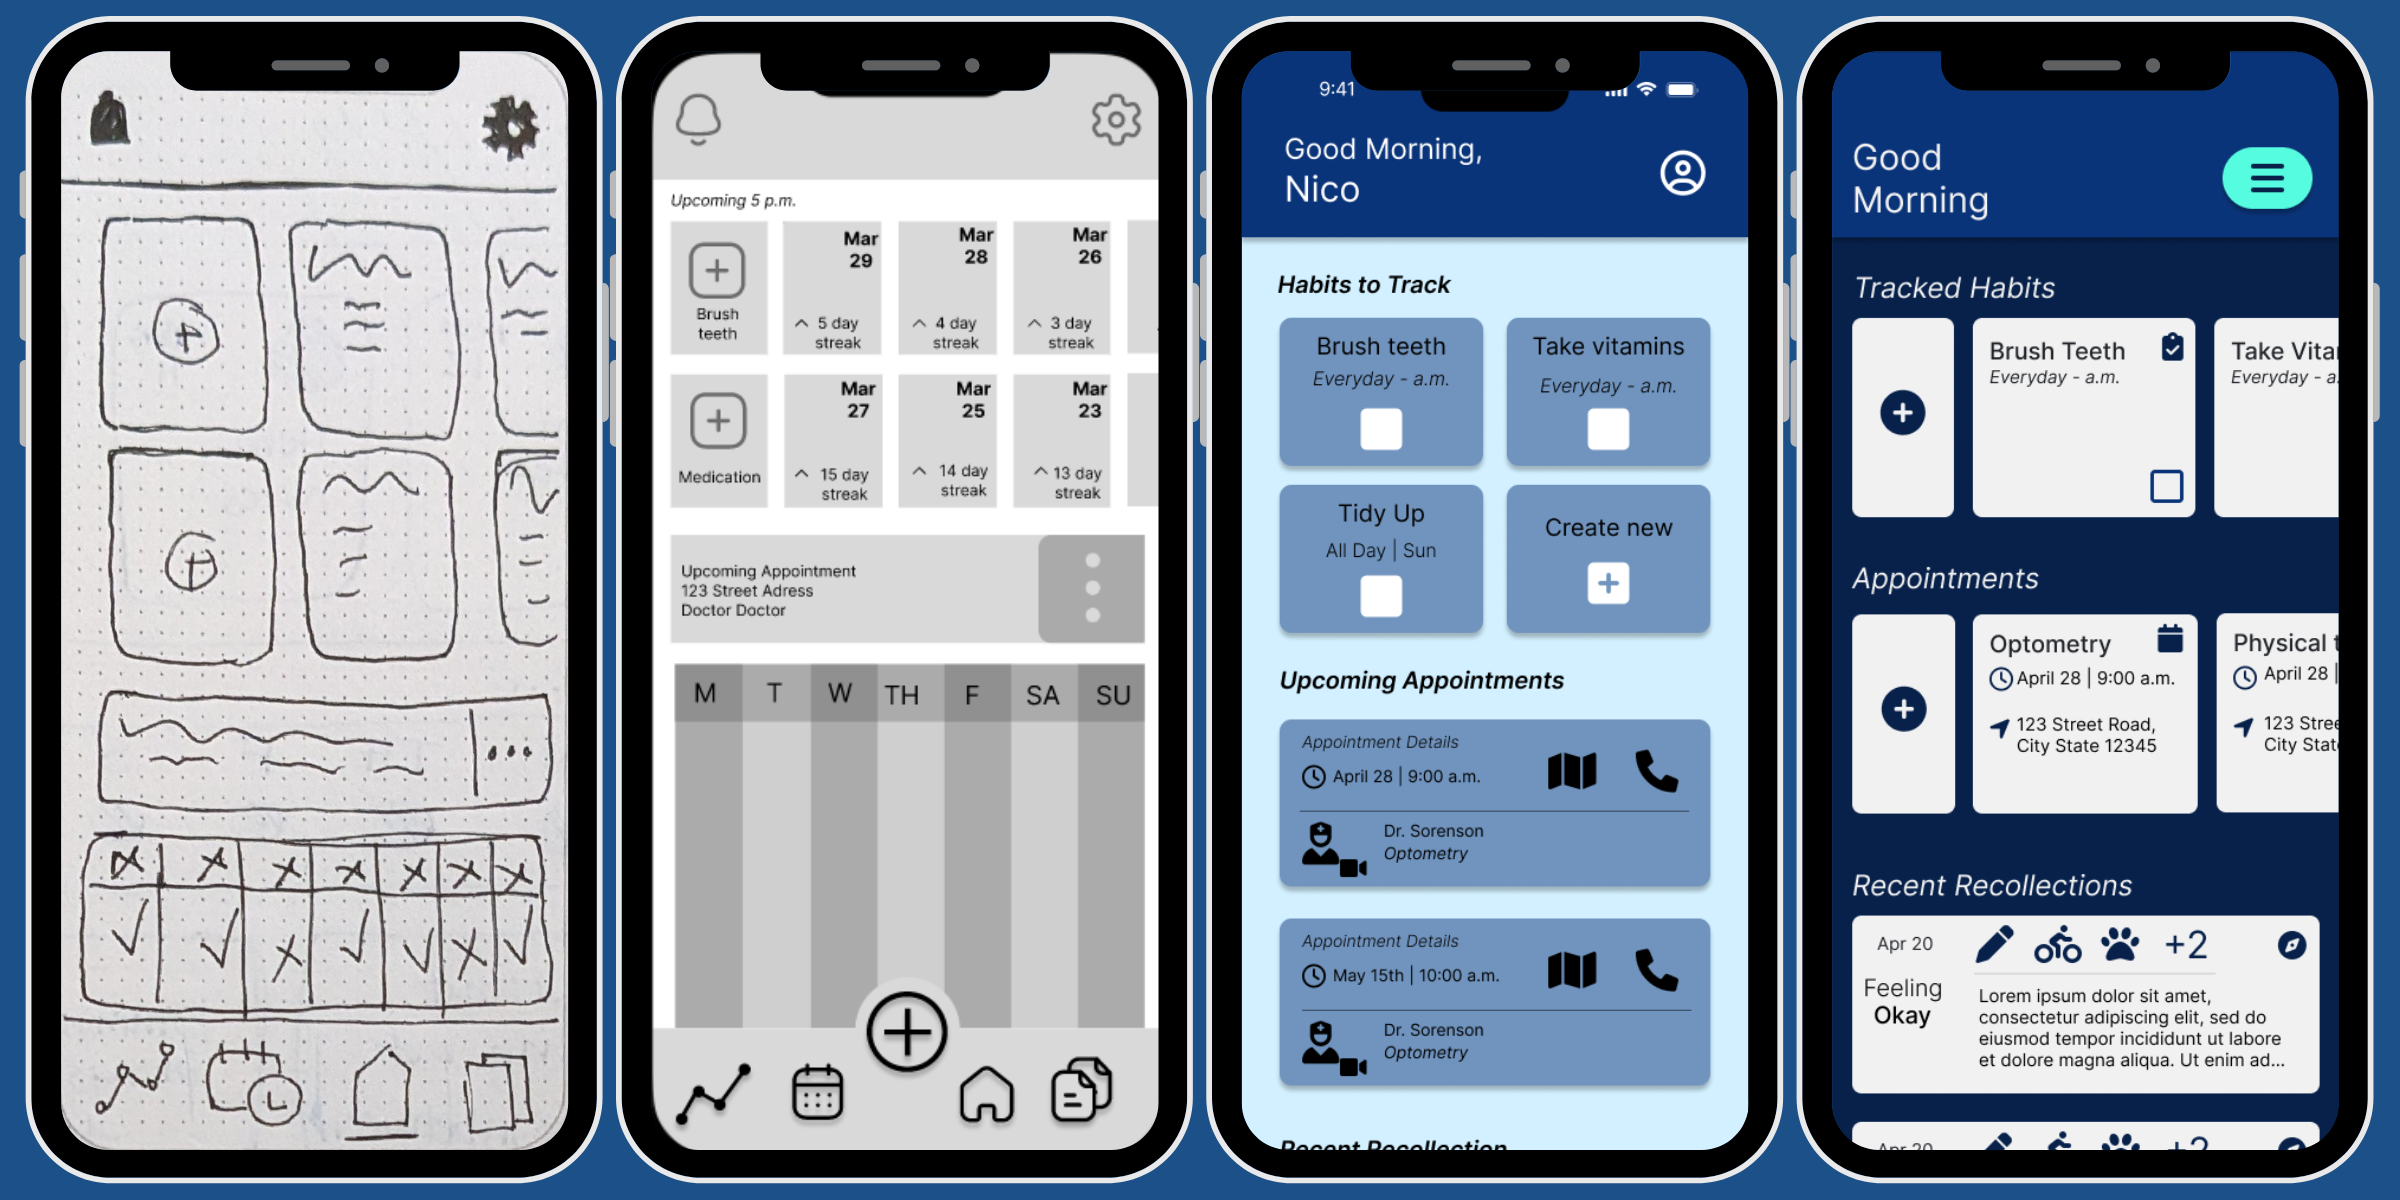 Upcoming 5 p.m.
Brush
teeth
Mar
29
5 day
streak
Mar
28
4 day
streak
Mar
26
3 day
streak
Medication
Mar
27
15 day
streak
Mar
25
14 day
streak
Mar
23
13 day
streak
Upcoming Appointment
123 Street Adress
Doctor Doctor
M T W TH F SA SU
9:41
Good Morning,
Nico
Habits to Track
Brush teeth
Everyday - a.m.
Take vitamins
Everyday - a.m.
Tidy Up
All Day | Sun
Create new
Upcoming Appointments
Appointment Details
April 28 | 9:00 a.m.
Dr. Sorenson
Optometry
Appointment Details
May 15th | 10:00 a.m.
Dr. Sorenson
Optometry
Recent Recollection
Good
Morning
Tracked Habits
Brush Teeth
Everyday - a.m.
Take Vita
Everyday - a.
Appointments
Optometry
April 28 | 9:00 a.m.
123 Street Road,
City State 12345
Physical t
April 28 |
123 Stree
City Stat
Recent Recollections
Apr 20
+2
Feeling
Okay
Lorem ipsum dolor sit amet,
consectetur adipiscing elit, sed do
eiusmod tempor incididunt ut labore
et dolore magna aliqua. Ut enim ad...
Apr 20
+2